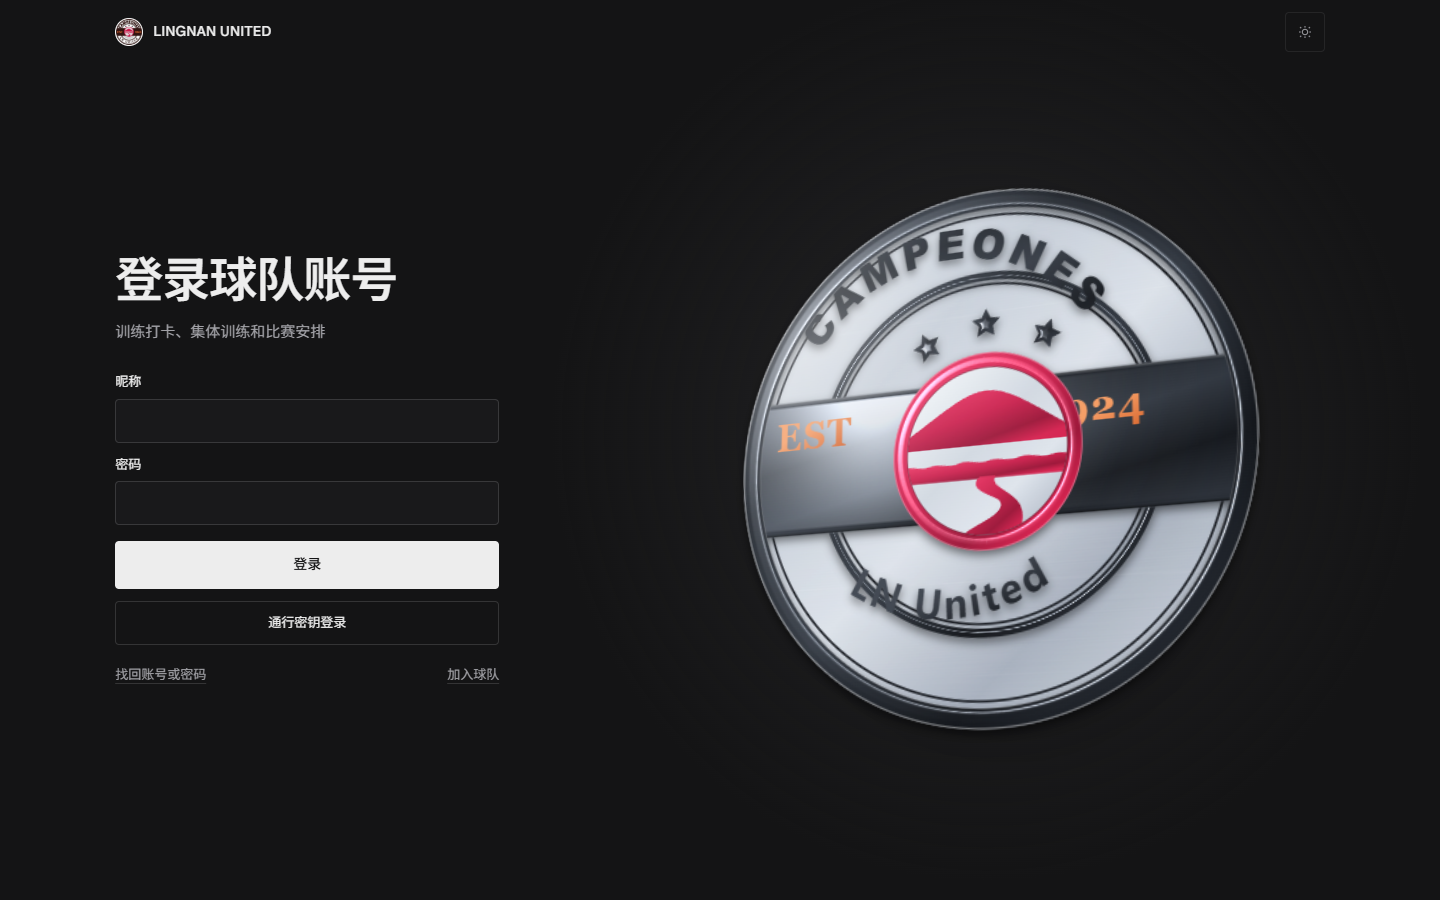 LINGNAN UNITED
登录球队账号
训练打卡、集体训练和比赛安排
昵称
密码
登录
通行密钥登录
找回账号或密码
加入球队
CAMPEONES
EST
024
LN United